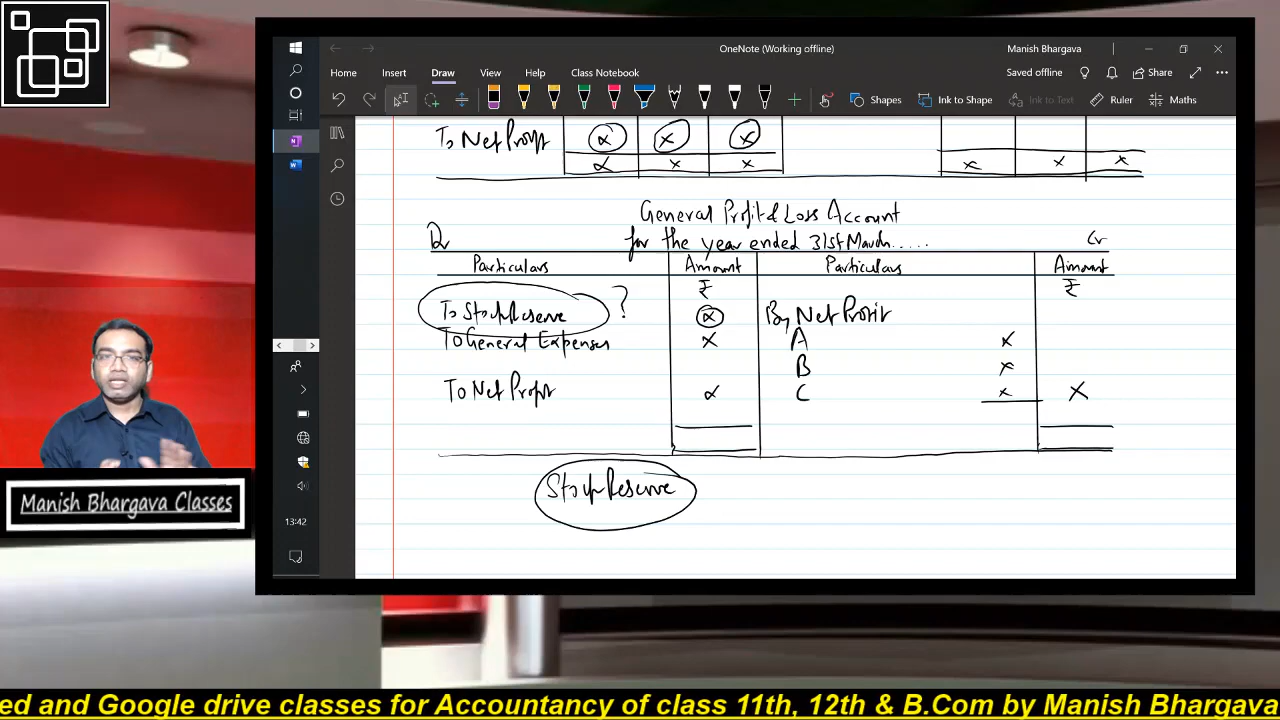 OneNote (Working offline)
Manish Bhargava
Home Insert Draw View Help Class Notebook
Saved offline
Share
Shapes
Ink to Shape
Ink to Text
Ruler
Maths
To Net Profit
α x x
α x x x x x
General Profit & Loss Account
Dr for the year ended 31st March..... Cr
Particulars Amount Particulars Amount
₹ ₹
To Stock Reserve ? α By Net Profit
To General Expenses x A x
B x
To Net Profit α C x x
Stock Reserve
13:42
Manish Bhargava Classes
ed and Google drive classes for Accountancy of class 11th, 12th & B.Com by Manish Bhargava